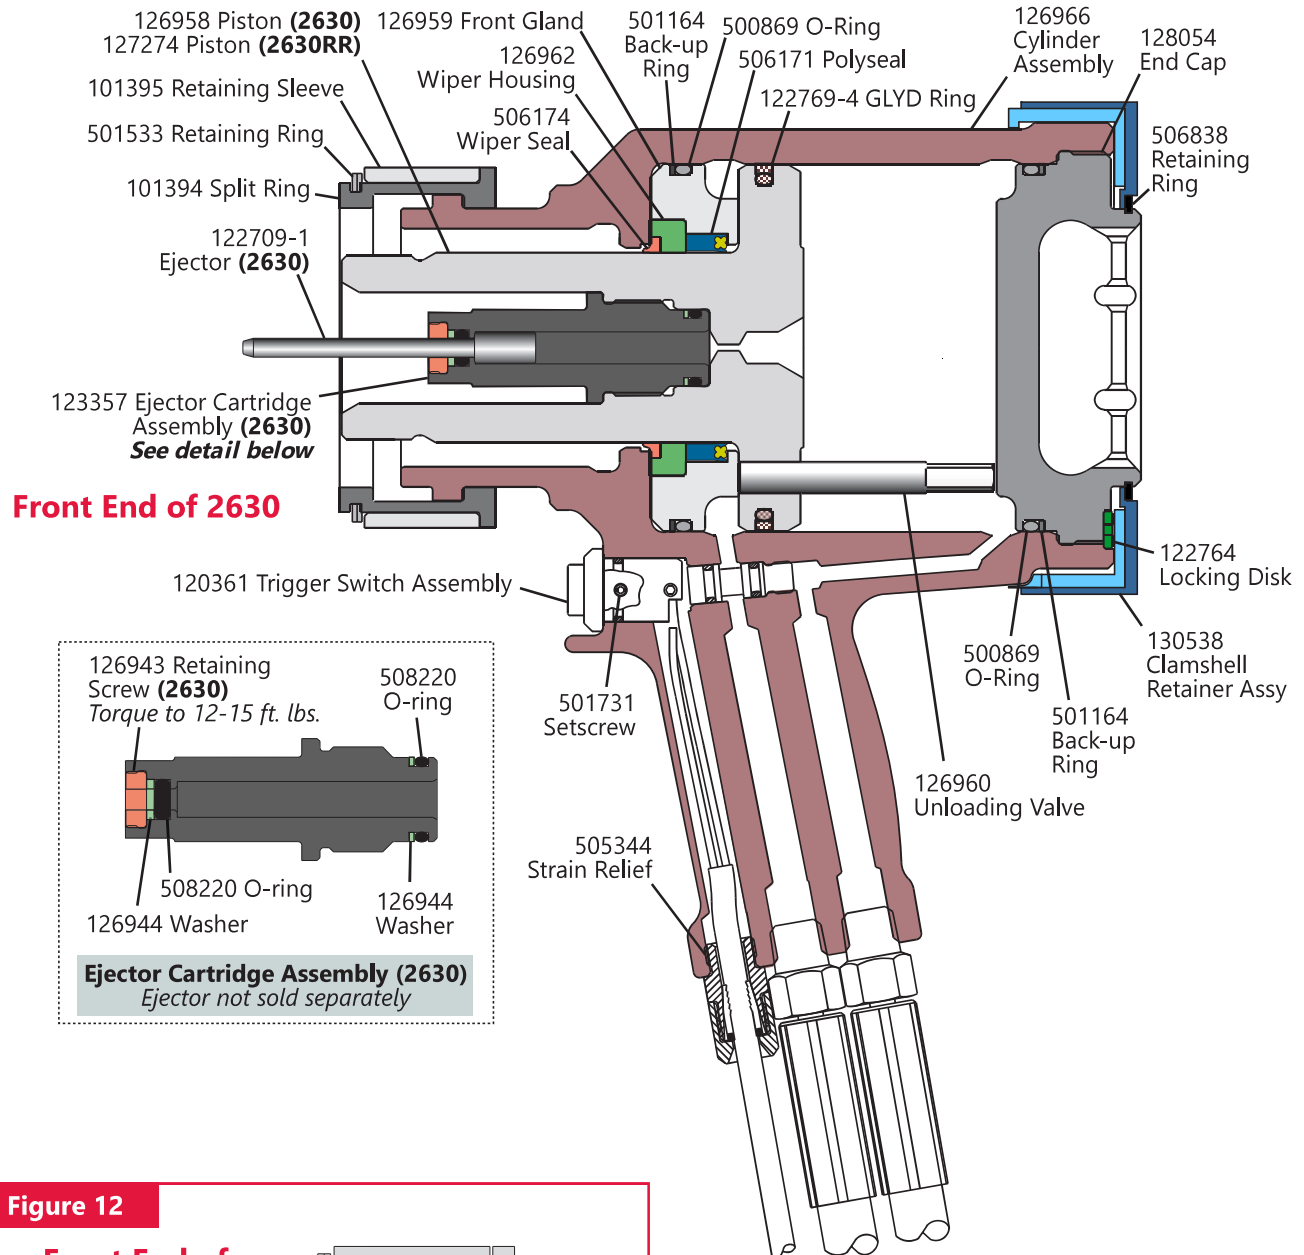 126958 Piston (2630)
127274 Piston (2630RR)
101395 Retaining Sleeve
501533 Retaining Ring
101394 Split Ring
122709-1
Ejector (2630)
126959 Front Gland
126962
Wiper Housing
506174
Wiper Seal
501164
Back-up
Ring
500869 O-Ring
506171 Polyseal
122769-4 GLYD Ring
126966
Cylinder
Assembly
128054
End Cap
506838
Retaining
Ring
123357 Ejector Cartridge
Assembly (2630)
See detail below
Front End of 2630
120361 Trigger Switch Assembly
122764
Locking Disk
130538
Clamshell
Retainer Assy
500869
O-Ring
501164
Back-up
Ring
501731
Setscrew
126960
Unloading Valve
505344
Strain Relief
126943 Retaining
Screw (2630)
Torque to 12-15 ft. lbs.
508220
O-ring
508220 O-ring
126944 Washer
126944
Washer
Ejector Cartridge Assembly (2630)
Ejector not sold separately
Figure 12
Front End of